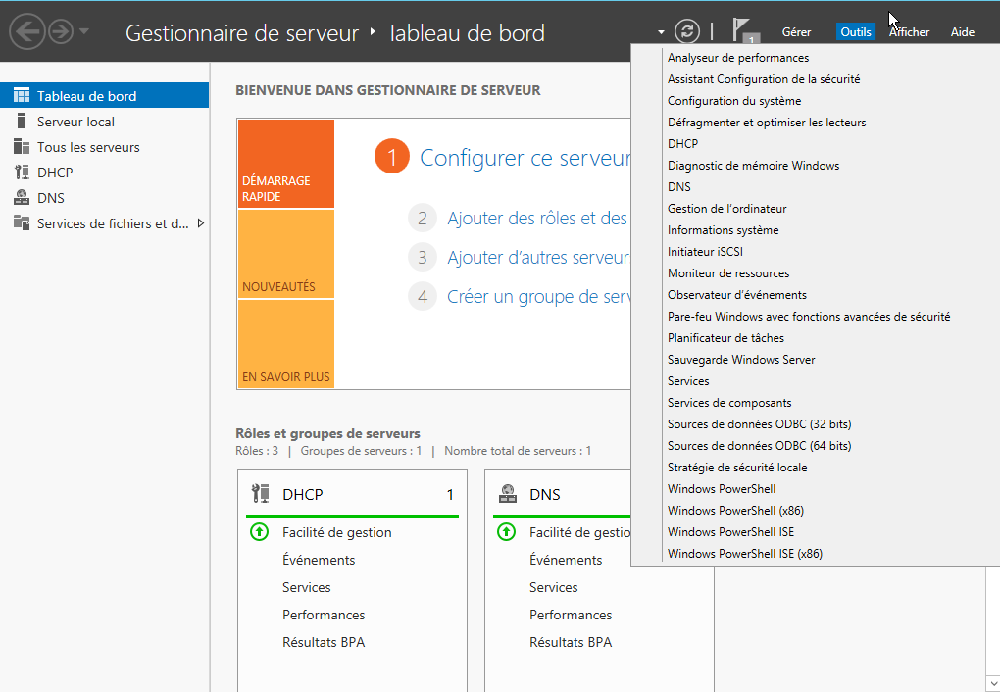 Gestionnaire de serveur ‣ Tableau de bord
1
Gérer
Outils
Afficher
Aide
Tableau de bord
Serveur local
Tous les serveurs
DHCP
DNS
Services de fichiers et d...
BIENVENUE DANS GESTIONNAIRE DE SERVEUR
DÉMARRAGE
RAPIDE
NOUVEAUTÉS
EN SAVOIR PLUS
1 Configurer ce serveur
2 Ajouter des rôles et des
3 Ajouter d’autres serveur
4 Créer un groupe de serv
Rôles et groupes de serveurs
Rôles : 3 | Groupes de serveurs : 1 | Nombre total de serveurs : 1
DHCP 1
Facilité de gestion
Événements
Services
Performances
Résultats BPA
DNS
Facilité de gestio
Événements
Services
Performances
Résultats BPA
Analyseur de performances
Assistant Configuration de la sécurité
Configuration du système
Défragmenter et optimiser les lecteurs
DHCP
Diagnostic de mémoire Windows
DNS
Gestion de l’ordinateur
Informations système
Initiateur iSCSI
Moniteur de ressources
Observateur d’événements
Pare-feu Windows avec fonctions avancées de sécurité
Planificateur de tâches
Sauvegarde Windows Server
Services
Services de composants
Sources de données ODBC (32 bits)
Sources de données ODBC (64 bits)
Stratégie de sécurité locale
Windows PowerShell
Windows PowerShell (x86)
Windows PowerShell ISE
Windows PowerShell ISE (x86)